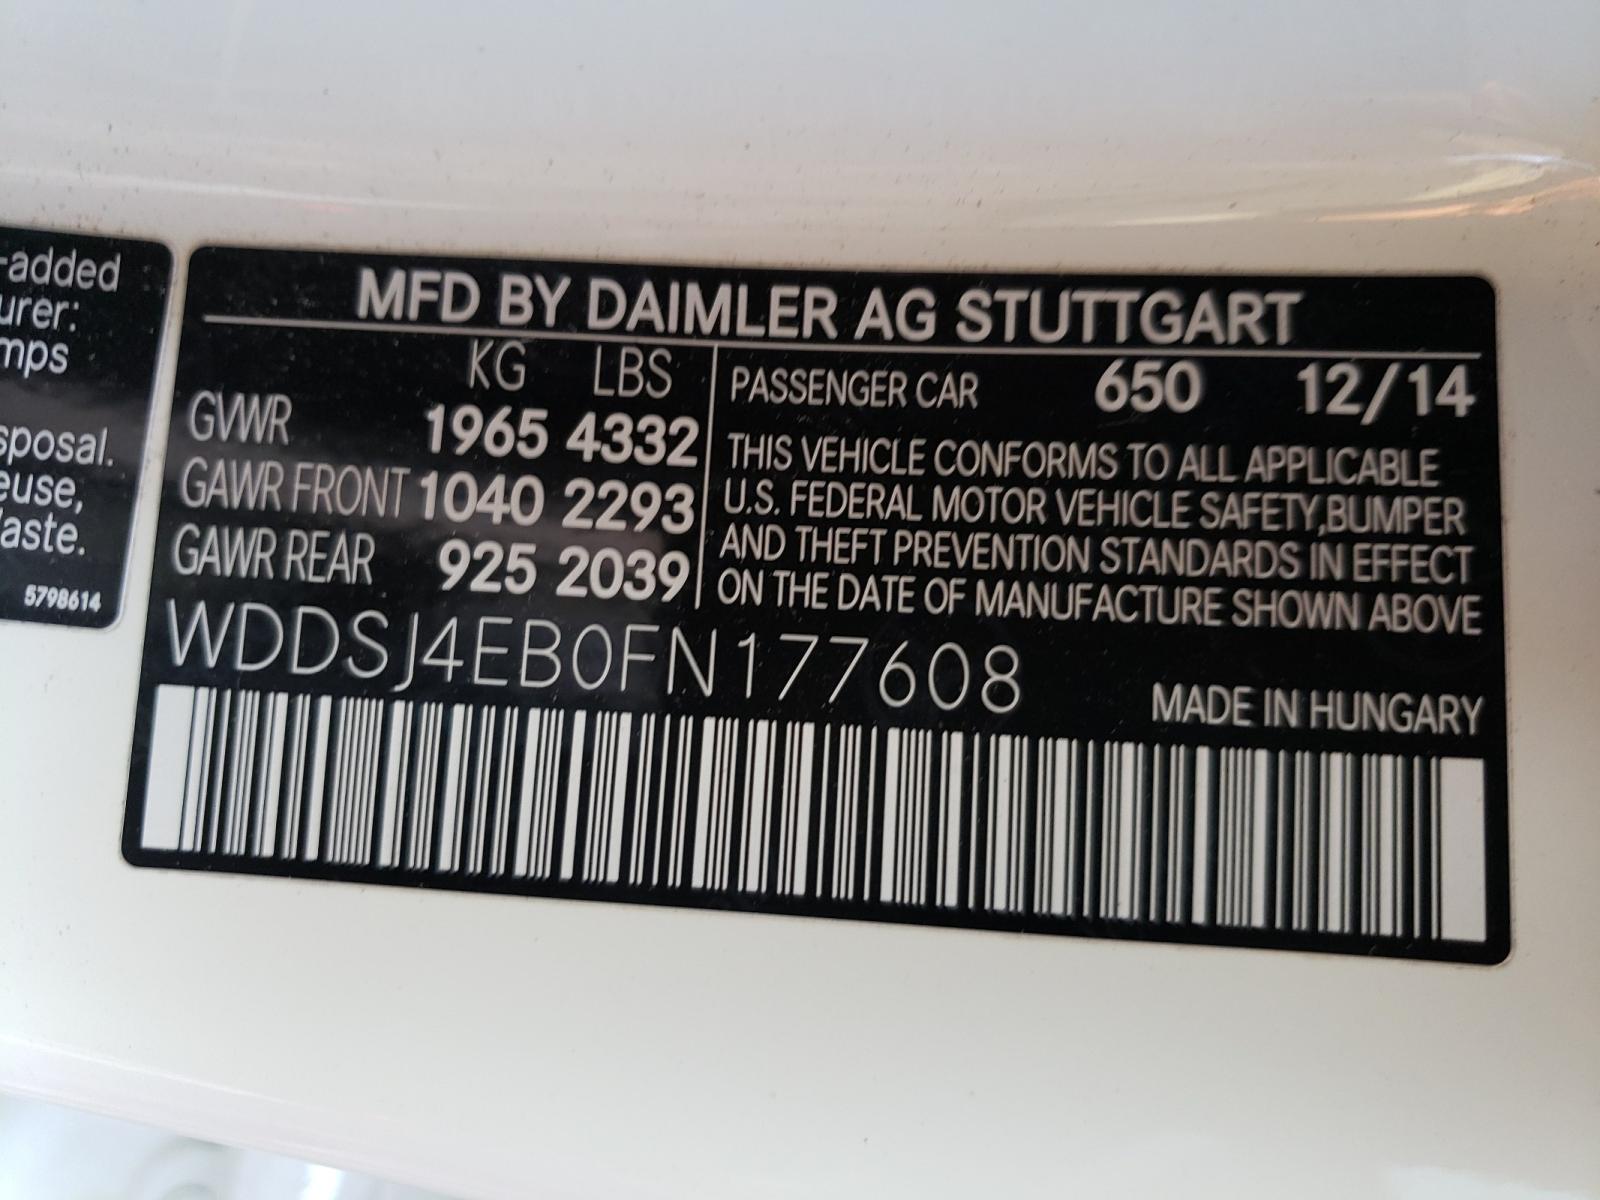 -added
urer:
mps
sposal.
euse,
aste.
5798614
MFD BY DAIMLER AG STUTTGART
KG LBS
GVWR 1965 4332
GAWR FRONT 1040 2293
GAWR REAR 925 2039
PASSENGER CAR 650 12/14
THIS VEHICLE CONFORMS TO ALL APPLICABLE
U.S. FEDERAL MOTOR VEHICLE SAFETY,BUMPER
AND THEFT PREVENTION STANDARDS IN EFFECT
ON THE DATE OF MANUFACTURE SHOWN ABOVE
WDDSJ4EB0FN177608
MADE IN HUNGARY